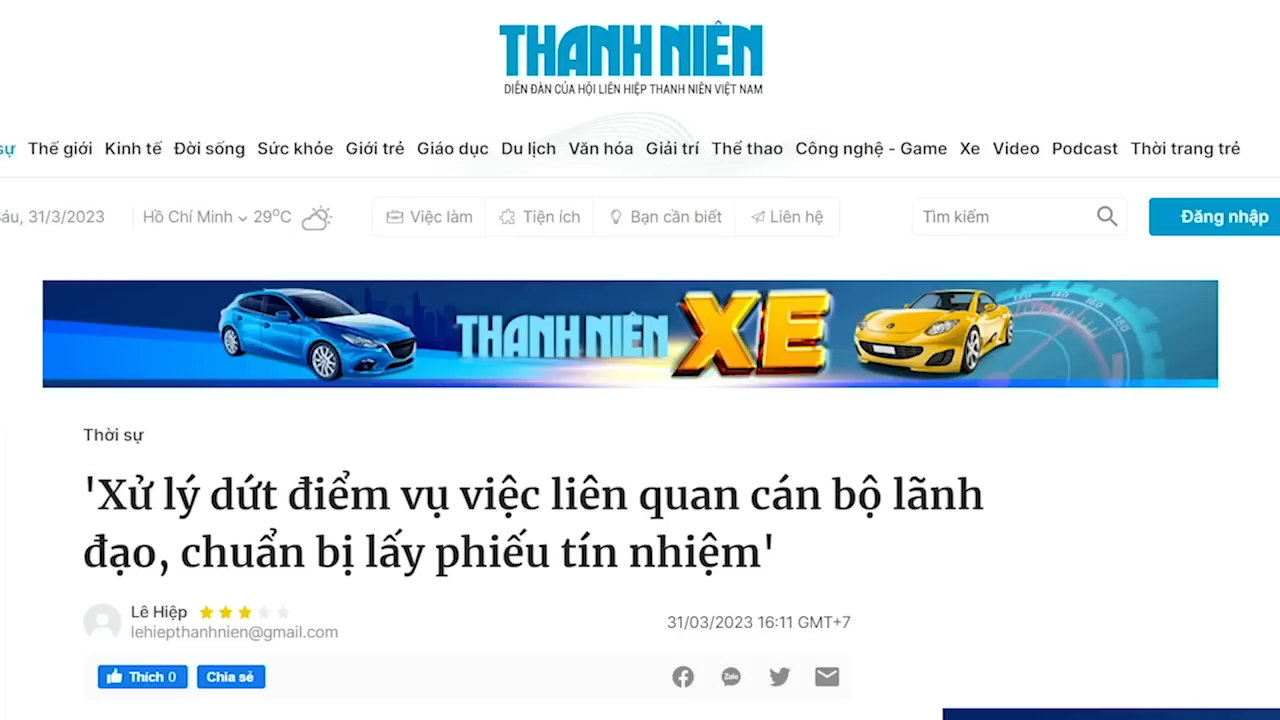 THANH NIÊN
DIỄN ĐÀN CỦA HỘI LIÊN HIỆP THANH NIÊN VIỆT NAM
sự Thế giới Kinh tế Đời sống Sức khỏe Giới trẻ Giáo dục Du lịch Văn hóa Giải trí Thể thao Công nghệ - Game Xe Video Podcast Thời trang trẻ
áu, 31/3/2023 Hồ Chí Minh 29°C Việc làm Tiện ích Bạn cần biết Liên hệ Tìm kiếm Đăng nhập
THANH NIÊN XE
Thời sự
'Xử lý dứt điểm vụ việc liên quan cán bộ lãnh
đạo, chuẩn bị lấy phiếu tín nhiệm'
Lê Hiệp
lehiepthanhnien@gmail.com
31/03/2023 16:11 GMT+7
Thích 0 Chia sẻ Zalo